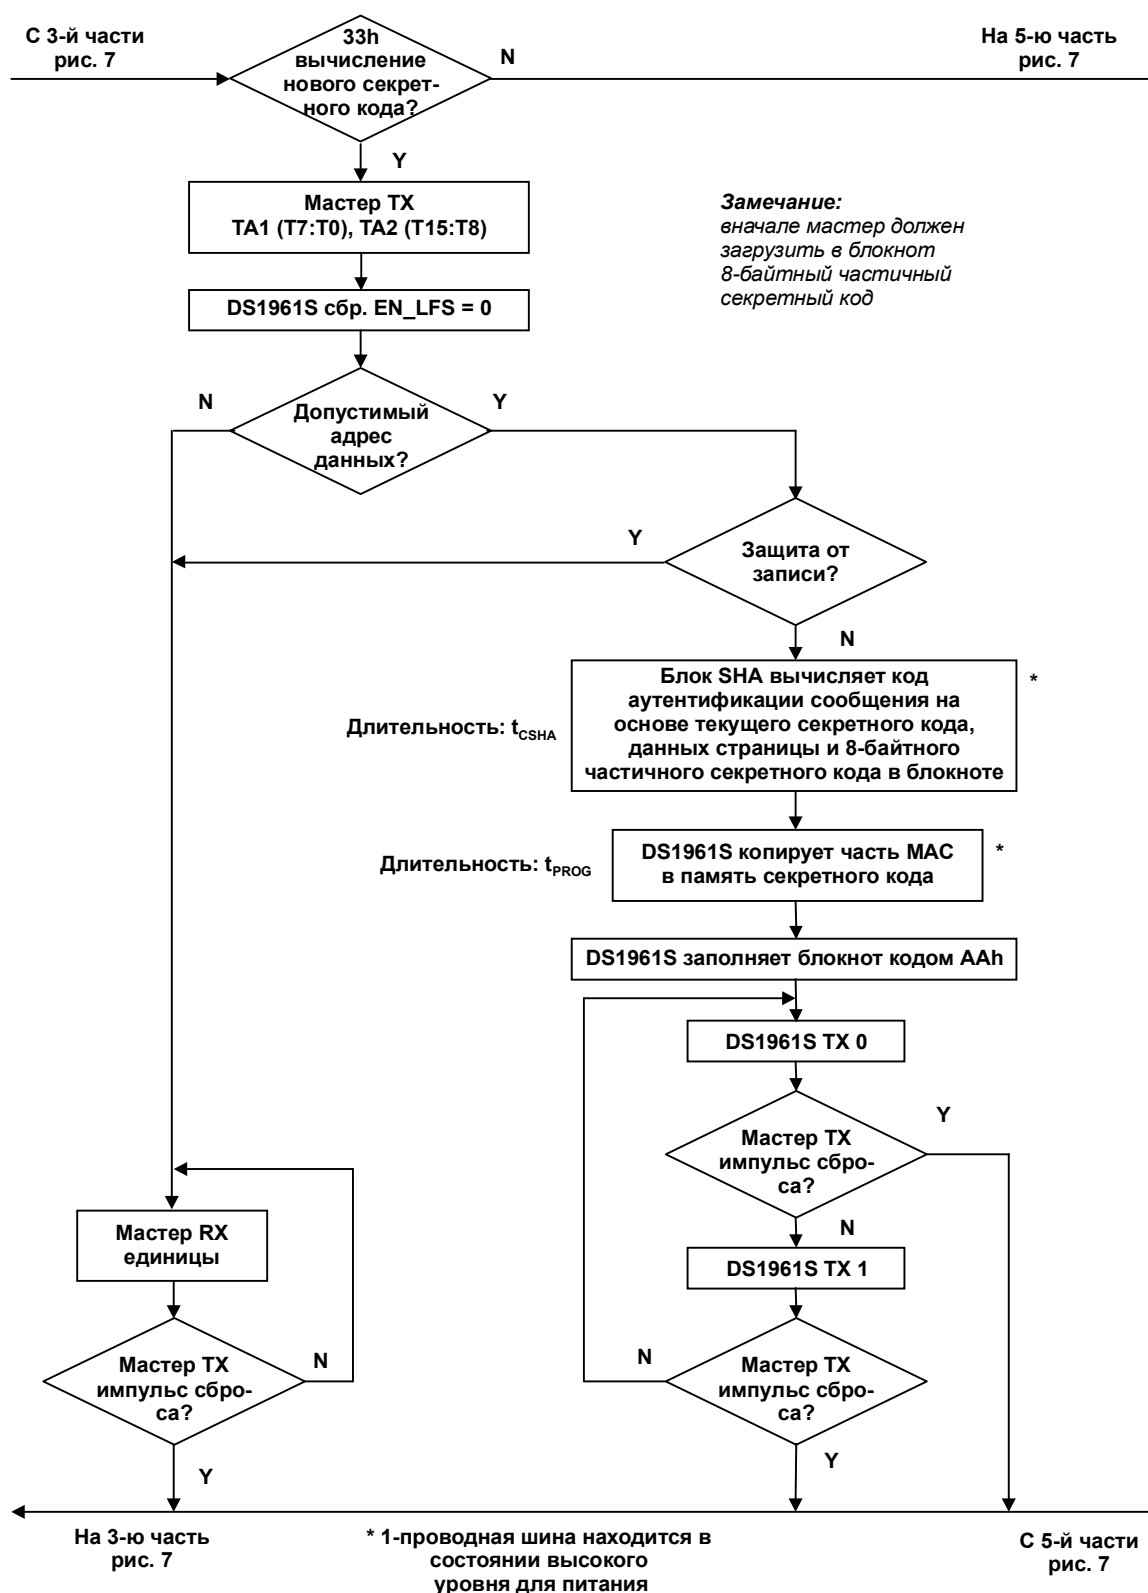 С 3-й части
рис. 7
33h
вычисление
нового секрет-
ного кода?
N
На 5-ю часть
рис. 7
Y
Мастер TX
TA1 (T7:T0), TA2 (T15:T8)
Замечание:
вначале мастер должен
загрузить в блокнот
8-байтный частичный
секретный код
DS1961S сбр. EN_LFS = 0
N
Допустимый
адрес
данных?
Y
Y
Защита от
записи?
N
Длительность: tCSHA
Блок SHA вычисляет код
аутентификации сообщения на
основе текущего секретного кода,
данных страницы и 8-байтного
частичного секретного кода в блокноте
*
Длительность: tPROG
DS1961S копирует часть MAC
в память секретного кода
*
DS1961S заполняет блокнот кодом AAh
DS1961S TX 0
Мастер TX
импульс сбро-
са?
Y
N
DS1961S TX 1
Мастер RX
единицы
Мастер TX
импульс сбро-
са?
N
Y
N
Мастер TX
импульс сбро-
са?
Y
На 3-ю часть
рис. 7
* 1-проводная шина находится в
состоянии высокого
уровня для питания
С 5-й части
рис. 7